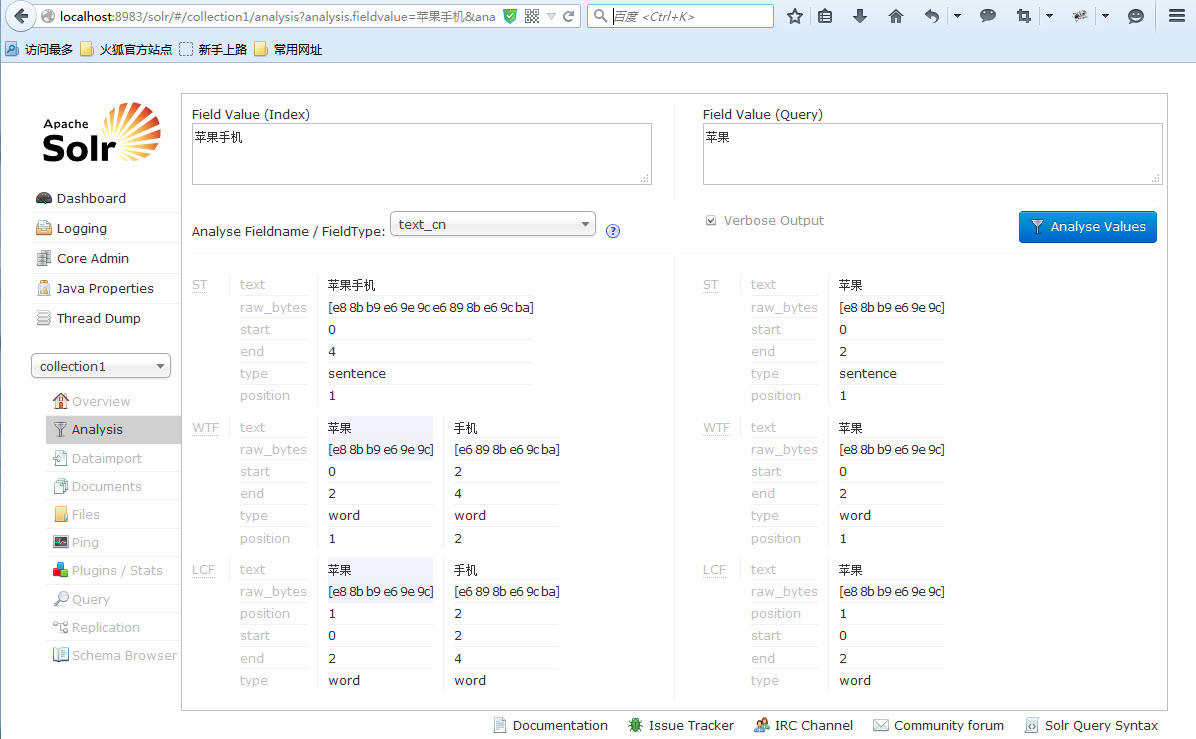 localhost:8983/solr/#/collection1/analysis?analysis.fieldvalue=苹果手机&ana
百度 <Ctrl+K>
访问最多 火狐官方站点 新手上路 常用网址
Apache
Solr
Dashboard
Logging
Core Admin
Java Properties
Thread Dump
collection1
Overview
Analysis
Dataimport
Documents
Files
Ping
Plugins / Stats
Query
Replication
Schema Browser
Field Value (Index) Field Value (Query)
苹果手机 苹果
Analyse Fieldname / FieldType: text_cn ? Verbose Output Analyse Values
ST text 苹果手机 ST text 苹果
raw_bytes [e8 8b b9 e6 9e 9c e6 89 8b e6 9c ba] raw_bytes [e8 8b b9 e6 9e 9c]
start 0 start 0
end 4 end 2
type sentence type sentence
position 1 position 1
WTF text 苹果 手机 WTF text 苹果
raw_bytes [e8 8b b9 e6 9e 9c] [e6 89 8b e6 9c ba] raw_bytes [e8 8b b9 e6 9e 9c]
start 0 2 start 0
end 2 4 end 2
type word word type word
position 1 2 position 1
LCF text 苹果 手机 LCF text 苹果
raw_bytes [e8 8b b9 e6 9e 9c] [e6 89 8b e6 9c ba] raw_bytes [e8 8b b9 e6 9e 9c]
position 1 2 position 1
start 0 2 start 0
end 2 4 end 2
type word word type word
Documentation Issue Tracker IRC Channel Community forum Solr Query Syntax